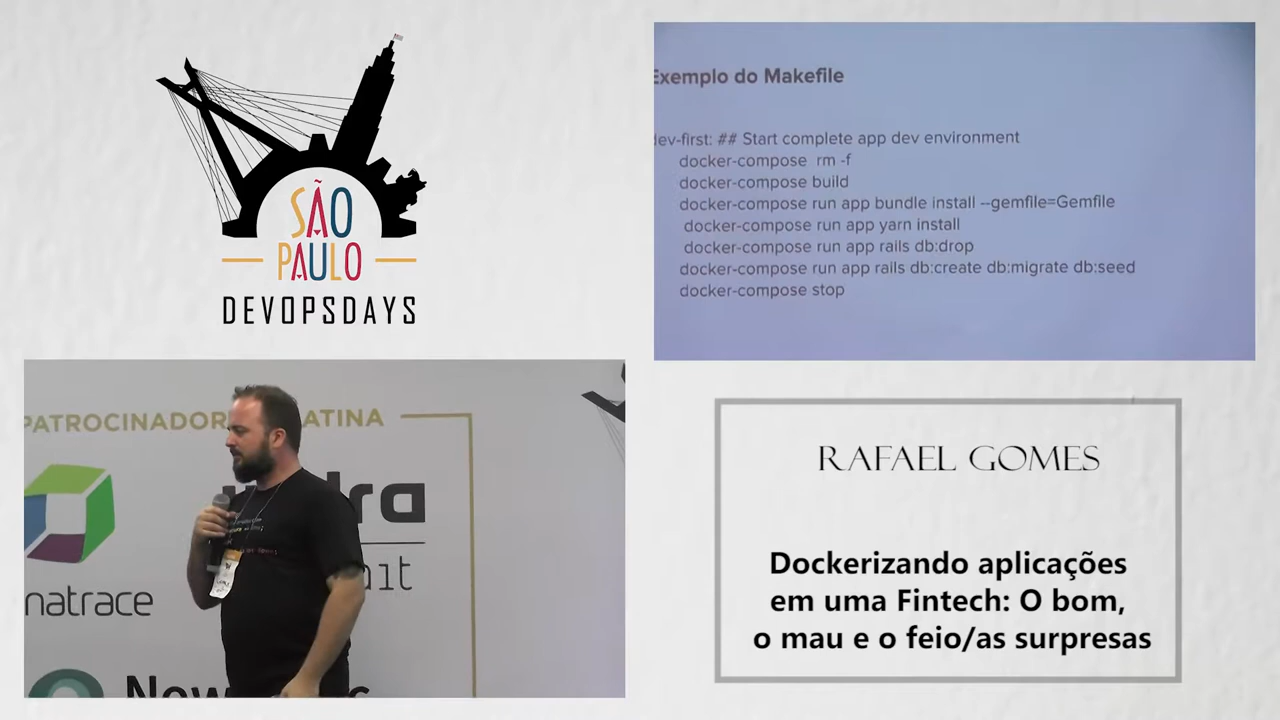 SÃO
PAULO
DEVOPSDAYS
Exemplo do Makefile
dev-first: ## Start complete app dev environment
docker-compose rm -f
docker-compose build
docker-compose run app bundle install --gemfile=Gemfile
docker-compose run app yarn install
docker-compose run app rails db:drop
docker-compose run app rails db:create db:migrate db:seed
docker-compose stop
PATROCINADOR
ATINA
dra
natrace
RAFAEL GOMES
Dockerizando aplicações
em uma Fintech: O bom,
o mau e o feio/as surpresas